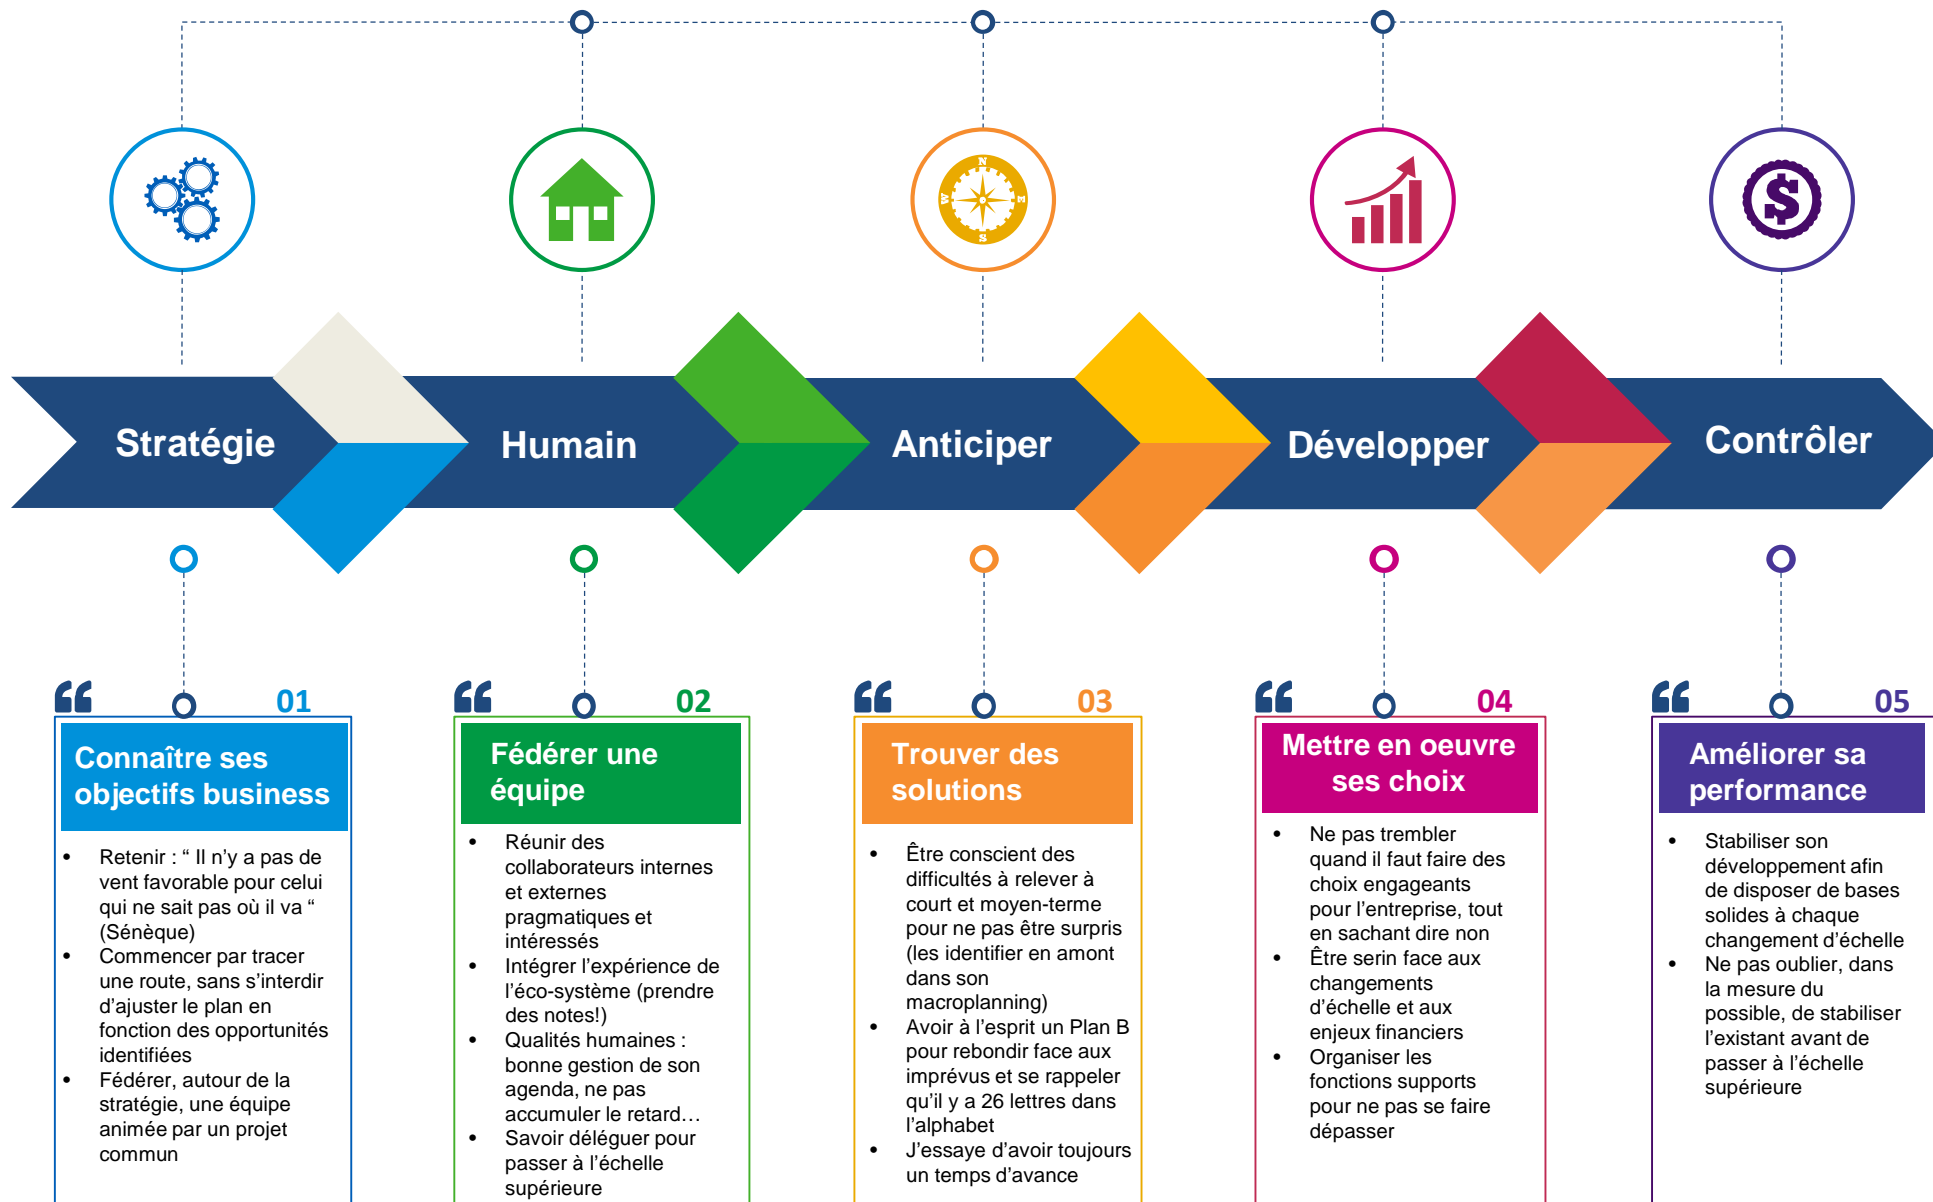 N
W
E
S
$
Stratégie
Humain
Anticiper
Développer
Contrôler
“
01
Connaître ses
objectifs business
• Retenir : “ Il n’y a pas de
vent favorable pour celui
qui ne sait pas où il va “
(Sénèque)
• Commencer par tracer
une route, sans s’interdir
d’ajuster le plan en
fonction des opportunités
identifiées
• Fédérer, autour de la
stratégie, une équipe
animée par un projet
commun
“
02
Fédérer une
équipe
• Réunir des
collaborateurs internes
et externes
pragmatiques et
intéressés
• Intégrer l’expérience de
l’éco-système (prendre
des notes!)
• Qualités humaines :
bonne gestion de son
agenda, ne pas
accumuler le retard…
• Savoir déléguer pour
passer à l’échelle
supérieure
“
03
Trouver des
solutions
• Être conscient des
difficultés à relever à
court et moyen-terme
pour ne pas être surpris
(les identifier en amont
dans son
macroplanning)
• Avoir à l’esprit un Plan B
pour rebondir face aux
imprévus et se rappeler
qu’il y a 26 lettres dans
l’alphabet
• J’essaye d’avoir toujours
un temps d’avance
“
04
Mettre en oeuvre
ses choix
• Ne pas trembler
quand il faut faire des
choix engageants
pour l’entreprise, tout
en sachant dire non
• Être serin face aux
changements
d’échelle et aux
enjeux financiers
• Organiser les
fonctions supports
pour ne pas se faire
dépasser
“
05
Améliorer sa
performance
• Stabiliser son
développement afin
de disposer de bases
solides à chaque
changement d’échelle
• Ne pas oublier, dans
la mesure du
possible, de stabiliser
l’existant avant de
passer à l’échelle
supérieure